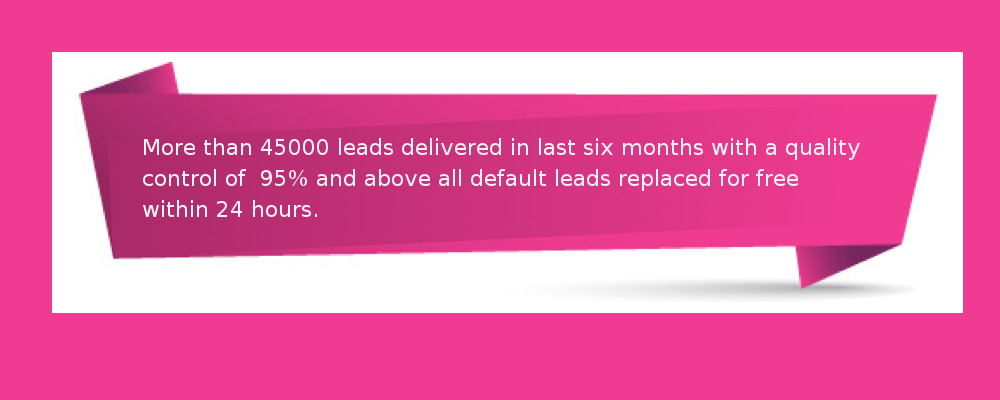 More than 45000 leads delivered in last six months with a quality
control of  95% and above all default leads replaced for free
within 24 hours.